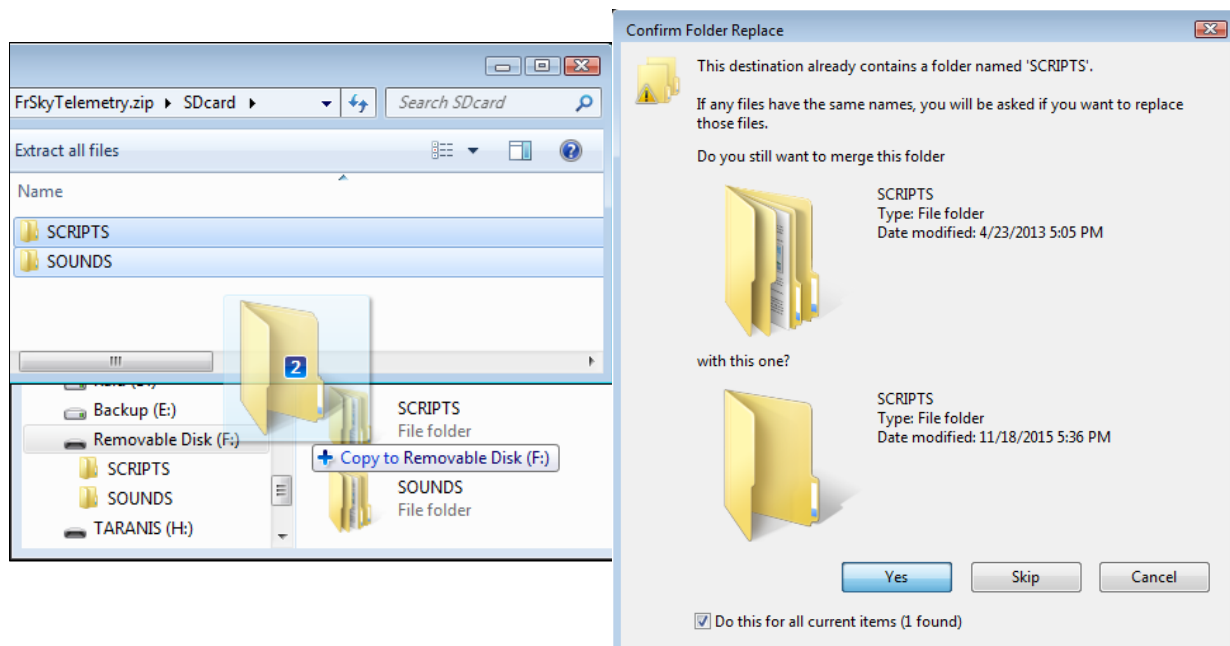 FrSkyTelemetry.zip SDcard
Search SDcard
Extract all files
Name
SCRIPTS
SOUNDS
2
Backup (E:)
Removable Disk (F:)
SCRIPTS
SOUNDS
TARANIS (H:)
SCRIPTS
File folder
Copy to Removable Disk (F:)
SOUNDS
File folder
Confirm Folder Replace
This destination already contains a folder named 'SCRIPTS'.
If any files have the same names, you will be asked if you want to replace
those files.
Do you still want to merge this folder
SCRIPTS
Type: File folder
Date modified: 4/23/2013 5:05 PM
with this one?
SCRIPTS
Type: File folder
Date modified: 11/18/2015 5:36 PM
Yes
Skip
Cancel
Do this for all current items (1 found)